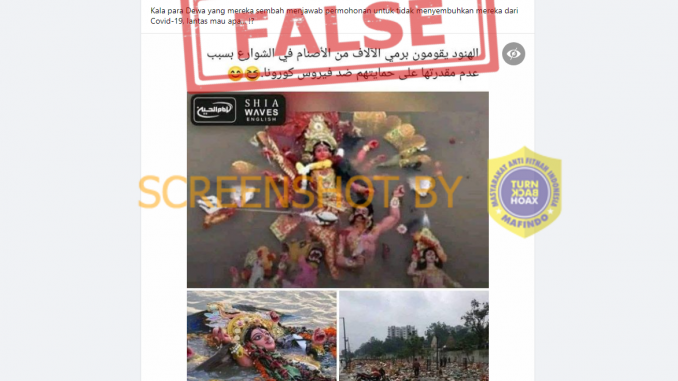 Kala para Dewa yang mereka sembah menjawab permohonan untuk tidak menyembuhkan mereka dari
Covid-19, lantas mau apa... !?
FALSE
الهنود يقومون برمي الآلاف من الأصنام في الشوارع بسبب
عدم مقدرتها على حمايتهم ضد فيروس كورونا.
SHIA
WAVES
ENGLISH
SCREENSHOT BY
MASYARAKAT ANTI FITNAH INDONESIA
TURN
BACK
HOAX
MAFINDO